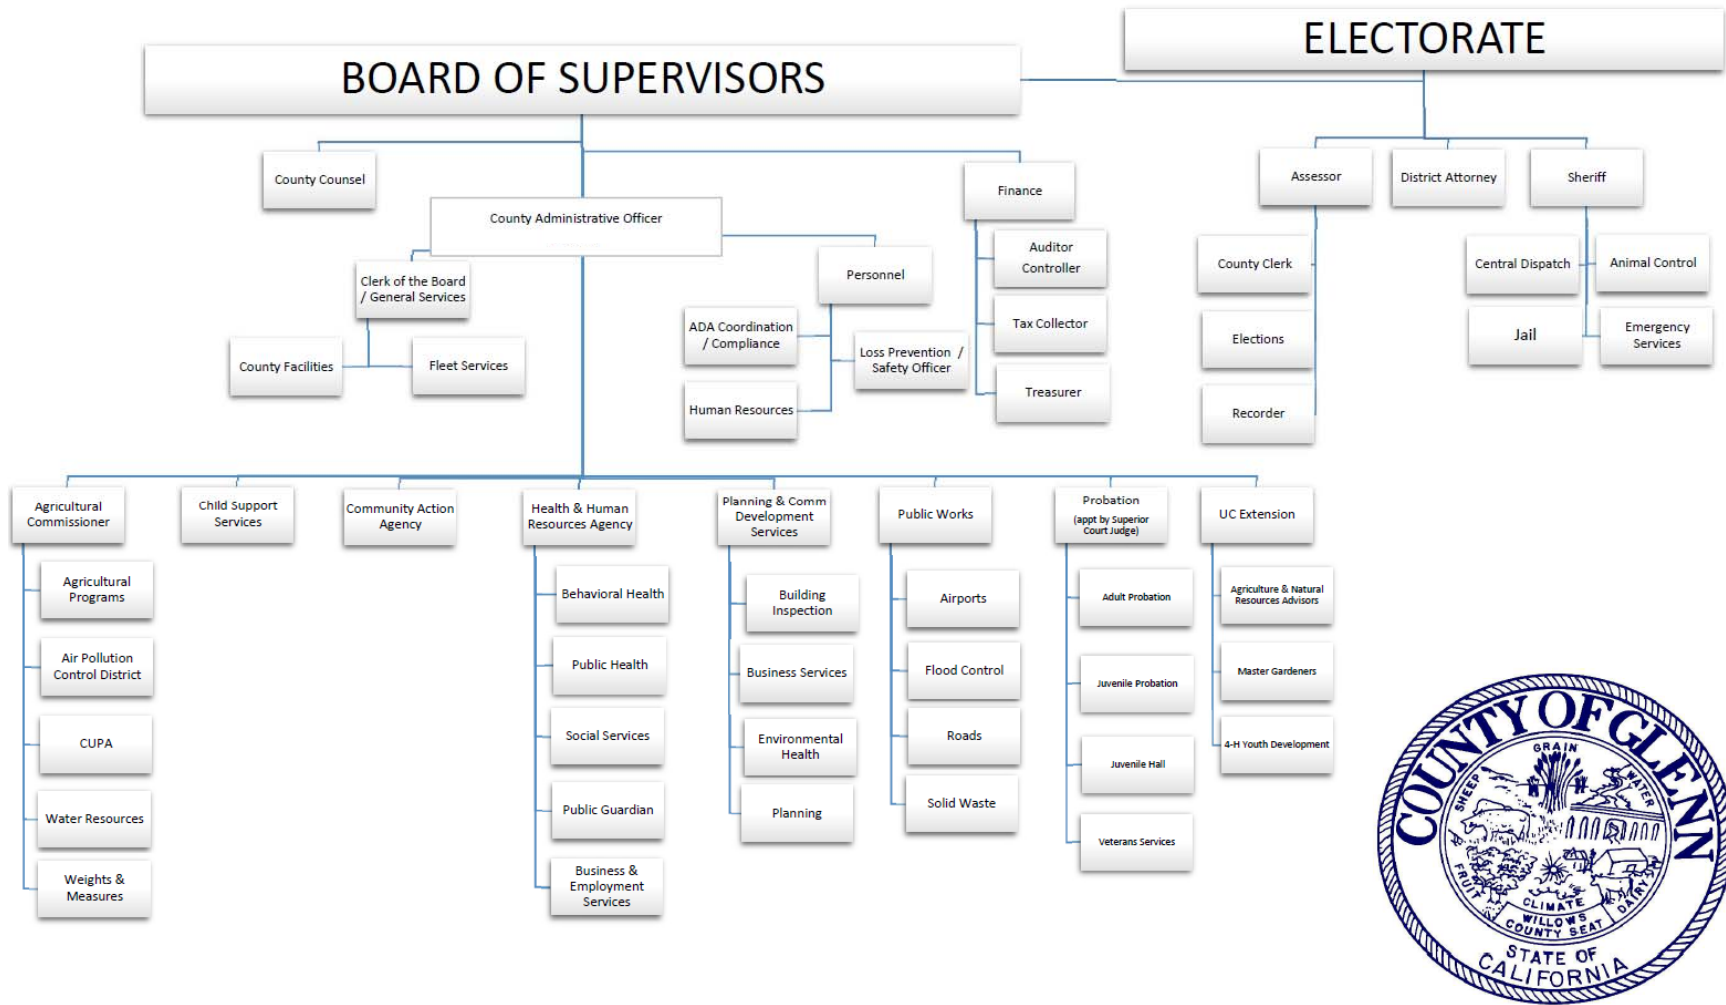 ELECTORATE
BOARD OF SUPERVISORS
County Counsel
Finance
Assessor
District Attorney
Sheriff
County Administrative Officer
Clerk of the Board
/ General Services
Personnel
Auditor
Controller
County Clerk
Central Dispatch
Animal Control
ADA Coordination
/ Compliance
Tax Collector
Elections
Jail
Emergency
Services
County Facilities
Fleet Services
Loss Prevention /
Safety Officer
Human Resources
Treasurer
Recorder
Agricultural
Commissioner
Child Support
Services
Community Action
Agency
Health & Human
Resources Agency
Planning & Comm
Development
Services
Public Works
Probation
(appt by Superior
Court Judge)
UC Extension
Agricultural
Programs
Air Pollution
Control District
CUPA
Water Resources
Weights &
Measures
Behavioral Health
Public Health
Social Services
Public Guardian
Business &
Employment
Services
Building
Inspection
Business Services
Environmental
Health
Planning
Airports
Flood Control
Roads
Solid Waste
Adult Probation
Juvenile Probation
Juvenile Hall
Veterans Services
Agriculture & Natural
Resources Advisors
Master Gardeners
4-H Youth Development
COUNTY OF GLENN
SHEEP
GRAIN
WATER
FRUIT
DAIRY
CLIMATE
WILLOWS
COUNTY SEAT
STATE OF
CALIFORNIA